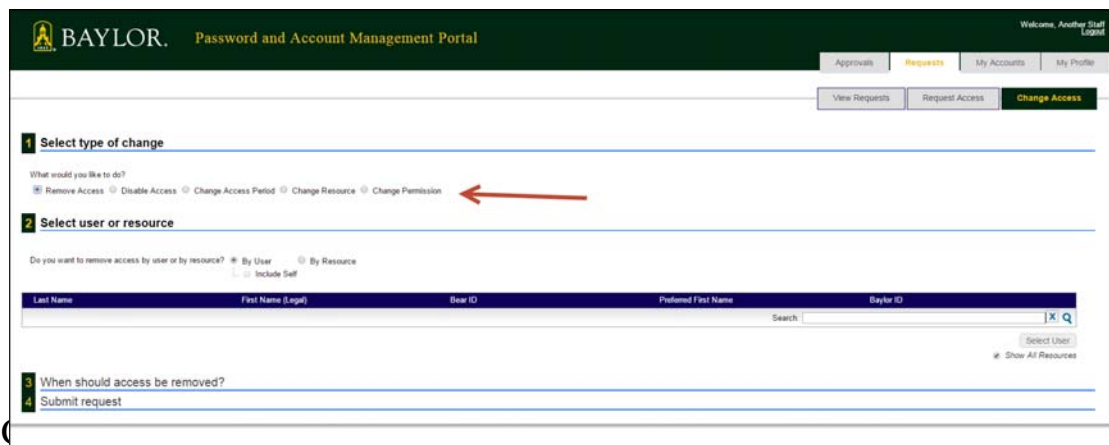 BAYLOR. Password and Account Management Portal
Welcome, Another Staff
Logout
Approvals Requests My Accounts My Profile
View Requests Request Access Change Access
1 Select type of change
What would you like to do?
Remove Access Disable Access Change Access Period Change Resource Change Permission
2 Select user or resource
Do you want to remove access by user or by resource? By User By Resource
Include Self
Last Name First Name (Legal) Bear ID Preferred First Name Baylor ID
Search: X
Select User
Show All Resources
3 When should access be removed?
4 Submit request